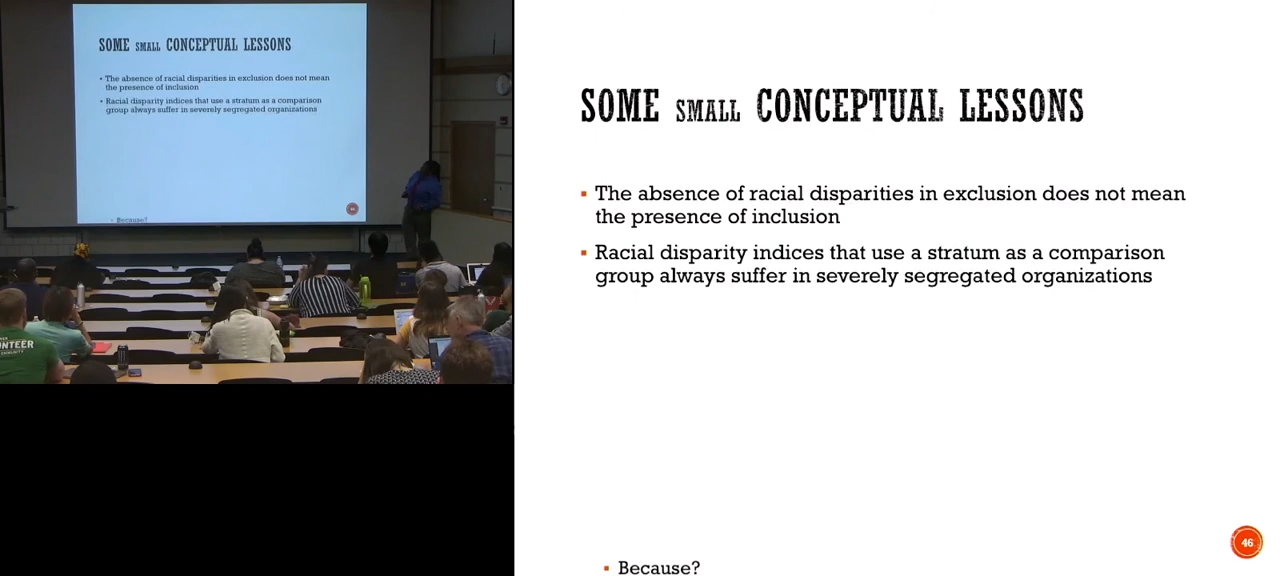 SOME SMALL CONCEPTUAL LESSONS
▪ The absence of racial disparities in exclusion does not mean
the presence of inclusion
▪ Racial disparity indices that use a stratum as a comparison
group always suffer in severely segregated organizations
▪ Because?
SOME SMALL CONCEPTUAL LESSONS
▪ The absence of racial disparities in exclusion does not mean
the presence of inclusion
▪ Racial disparity indices that use a stratum as a comparison
group always suffer in severely segregated organizations
46
▪ Because?